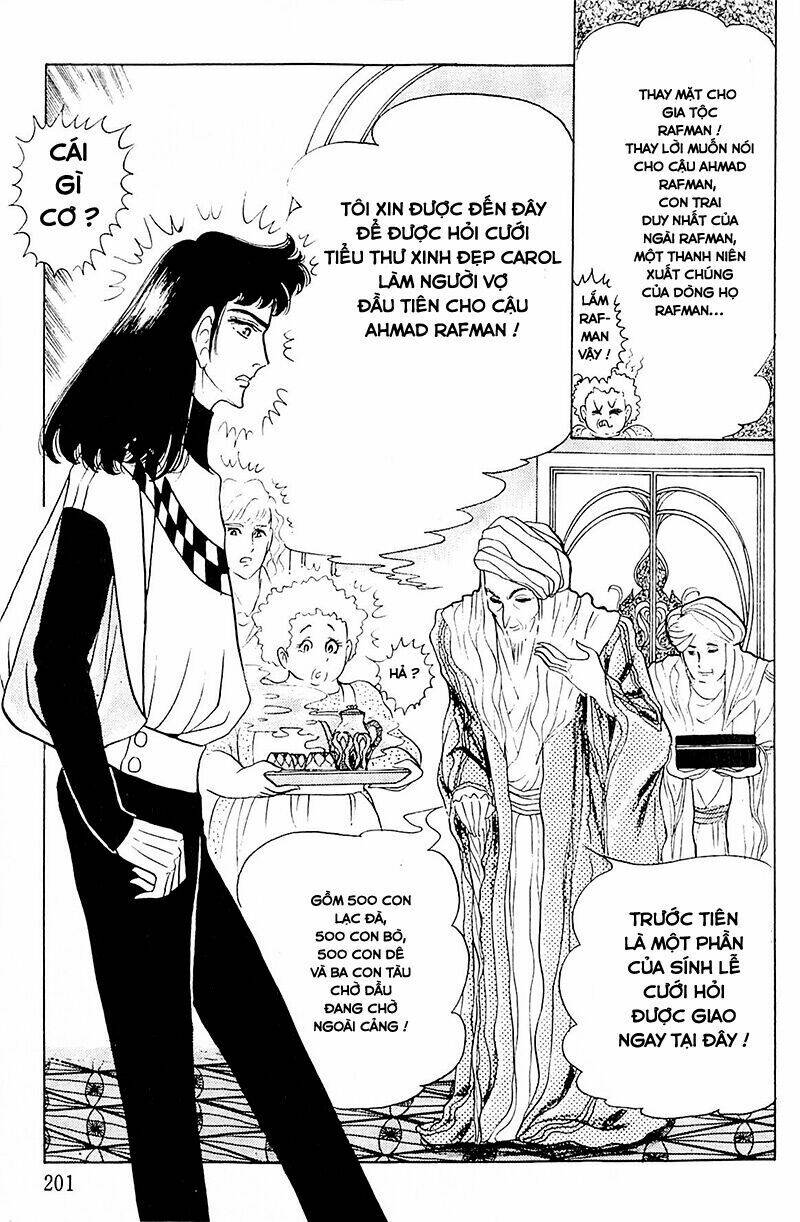 THAY MẶT CHO
GIA TỘC
RAFMAN !
THAY LỜI MUỐN NÓI
CHO CẬU AHMAD
RAFMAN,
CON TRAI
DUY NHẤT CỦA
NGÀI RAFMAN,
MỘT THANH NIÊN
XUẤT CHÚNG
CỦA DÒNG HỌ
RAFMAN...
LẮM
RAF-
MAN
VẬY !
TÔI XIN ĐƯỢC ĐẾN ĐÂY
ĐỂ ĐƯỢC HỎI CƯỚI
TIỂU THƯ XINH ĐẸP CAROL
LÀM NGƯỜI VỢ
ĐẦU TIÊN CHO CẬU
AHMAD RAFMAN !
CÁI
GÌ
CƠ ?
HẢ ?
TRƯỚC TIÊN
LÀ MỘT PHẦN
CỦA SÍNH LỄ
CƯỚI HỎI
ĐƯỢC GIAO
NGAY TẠI ĐÂY !
GỒM 500 CON
LẠC ĐÀ,
500 CON BÒ,
500 CON DÊ
VÀ BA CON TÀU
CHỞ DẦU
ĐANG CHỜ
NGOÀI CẢNG !
201